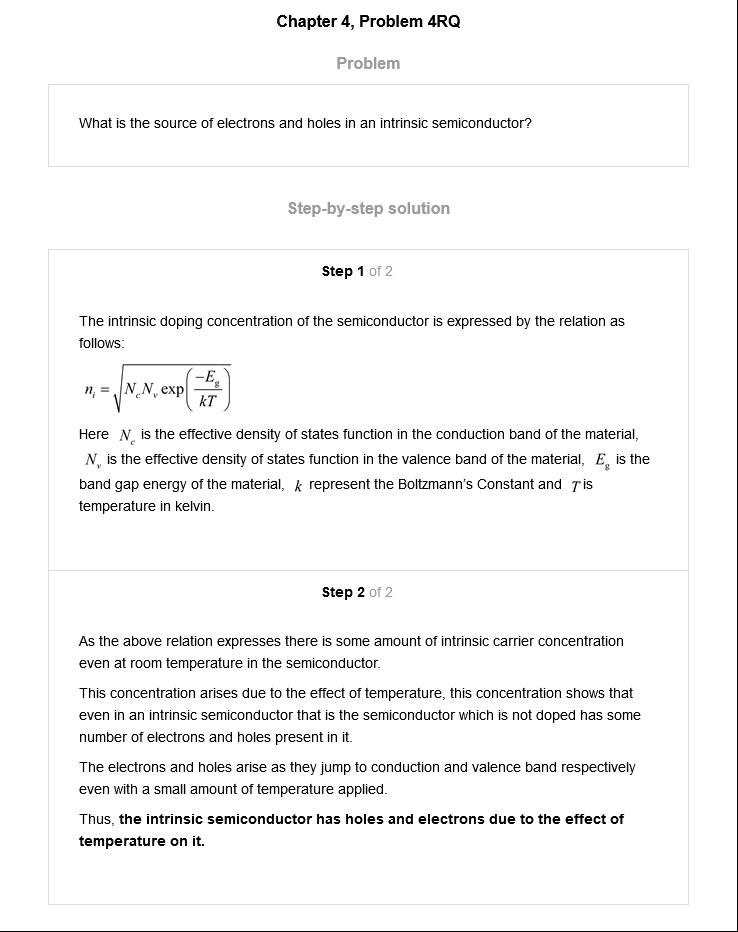 Chapter 4, Problem 4RQ
Problem
What is the source of electrons and holes in an intrinsic semiconductor?
Step-by-step solution
Step 1 of 2
The intrinsic doping concentration of the semiconductor is expressed by the relation as
follows:
n_i = √(N_c N_v exp(−E_g / kT))
Here N_c is the effective density of states function in the conduction band of the material,
N_v is the effective density of states function in the valence band of the material, E_g is the
band gap energy of the material, k represent the Boltzmann's Constant and T is
temperature in kelvin.
Step 2 of 2
As the above relation expresses there is some amount of intrinsic carrier concentration
even at room temperature in the semiconductor.
This concentration arises due to the effect of temperature, this concentration shows that
even in an intrinsic semiconductor that is the semiconductor which is not doped has some
number of electrons and holes present in it.
The electrons and holes arise as they jump to conduction and valence band respectively
even with a small amount of temperature applied.
Thus, the intrinsic semiconductor has holes and electrons due to the effect of
temperature on it.